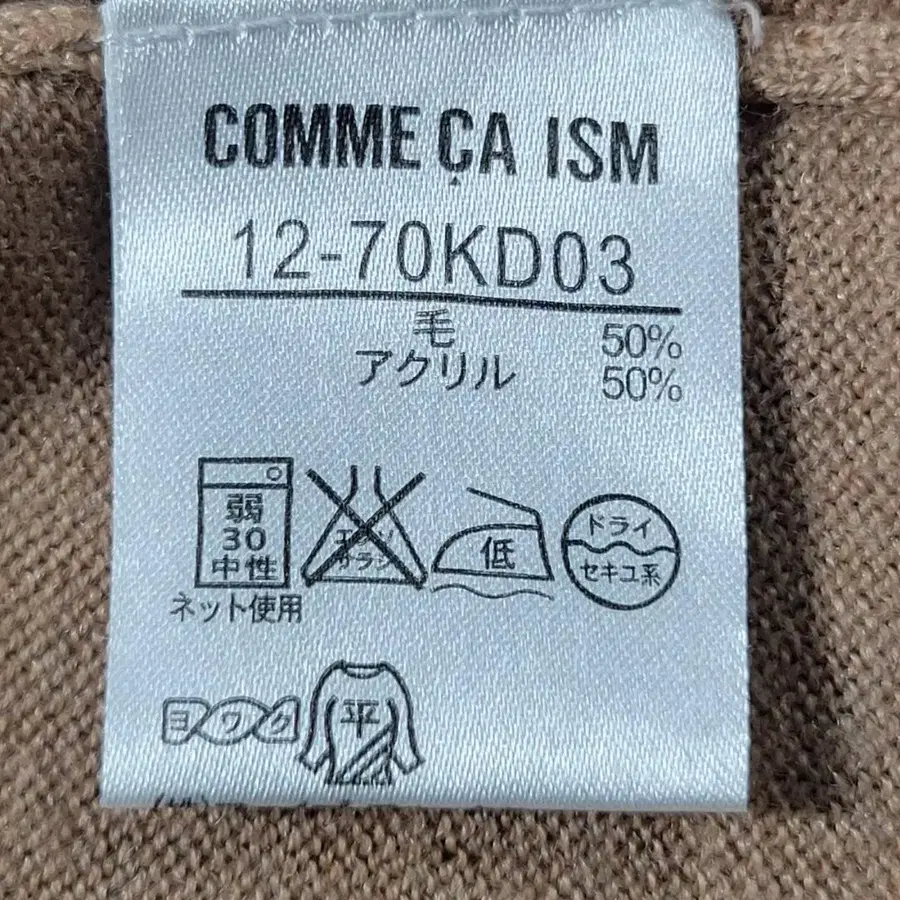 COMME ÇA ISM
12-70KD03
毛 50%
アクリル 50%
弱
30
中性
ネット使用
低
ドライ
セキユ系
ヨワク
平